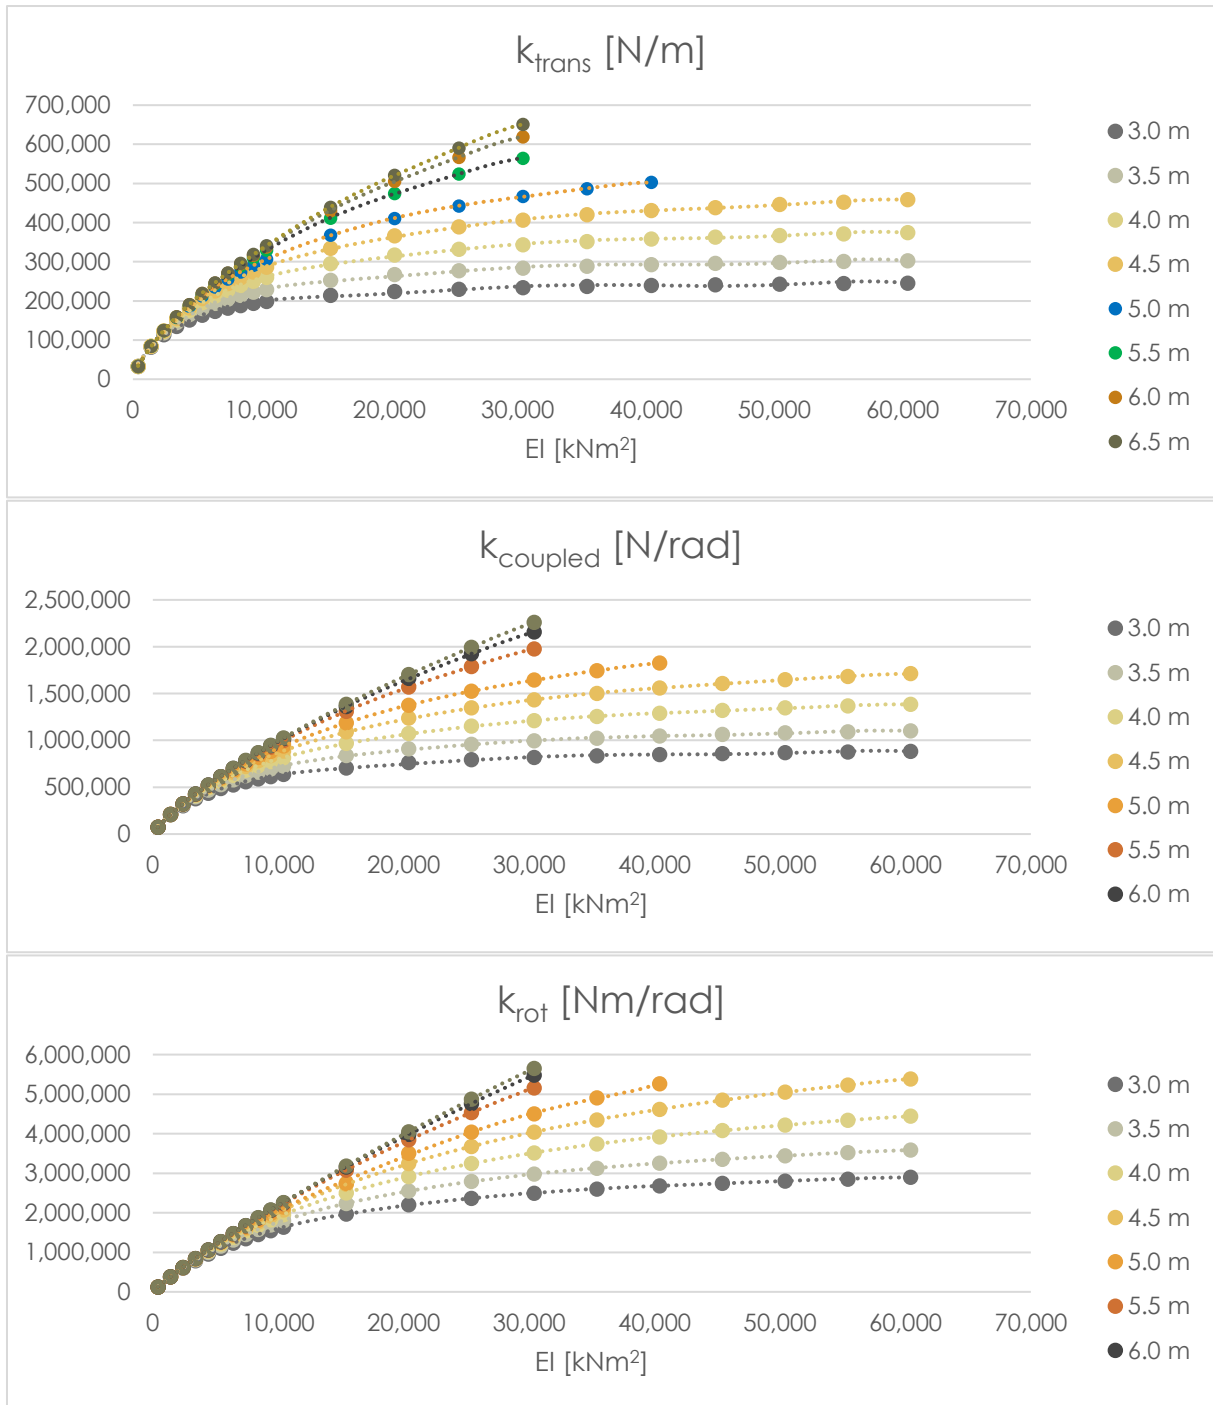 k_trans [N/m]
700,000
600,000
500,000
400,000
300,000
200,000
100,000
0
0 10,000 20,000 30,000 40,000 50,000 60,000 70,000
EI [kNm²]
3.0 m
3.5 m
4.0 m
4.5 m
5.0 m
5.5 m
6.0 m
6.5 m
k_coupled [N/rad]
2,500,000
2,000,000
1,500,000
1,000,000
500,000
0
0 10,000 20,000 30,000 40,000 50,000 60,000 70,000
EI [kNm²]
3.0 m
3.5 m
4.0 m
4.5 m
5.0 m
5.5 m
6.0 m
k_rot [Nm/rad]
6,000,000
5,000,000
4,000,000
3,000,000
2,000,000
1,000,000
0
0 10,000 20,000 30,000 40,000 50,000 60,000 70,000
EI [kNm²]
3.0 m
3.5 m
4.0 m
4.5 m
5.0 m
5.5 m
6.0 m